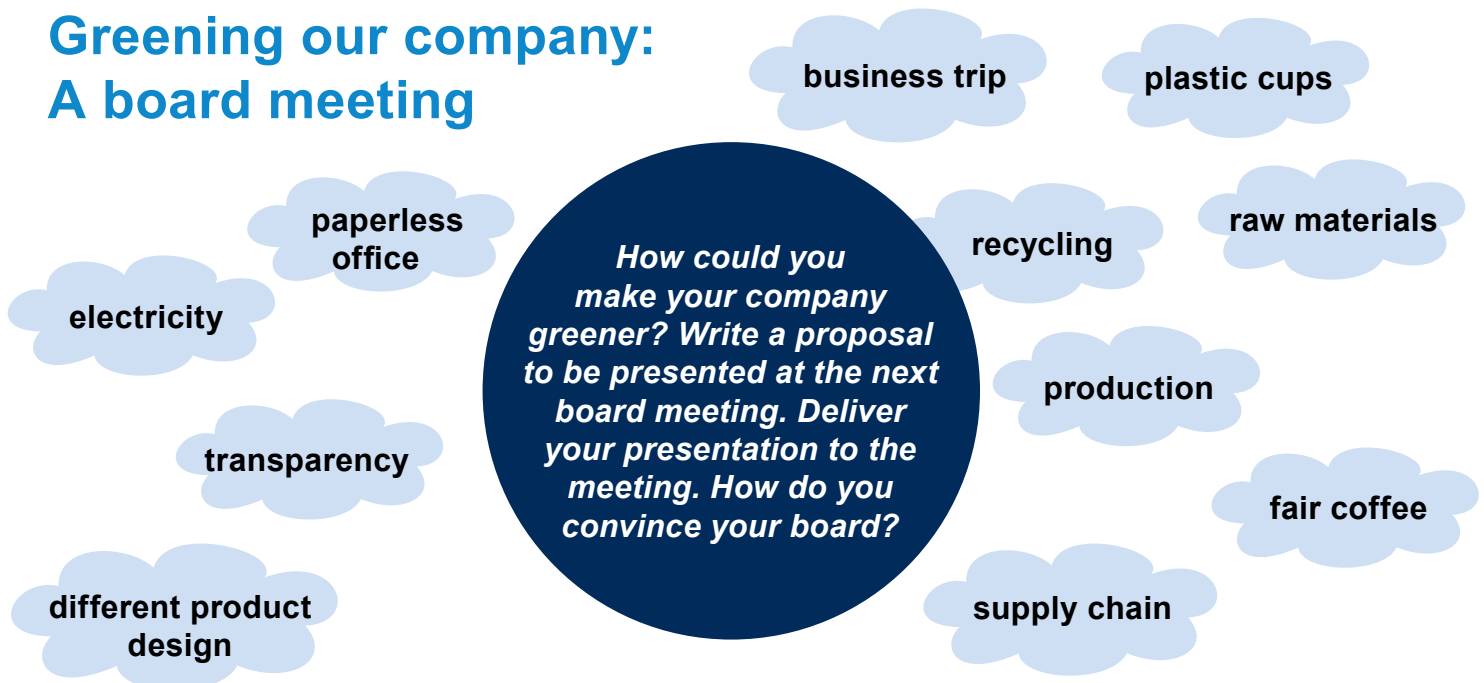 Greening our company:
A board meeting
business trip
plastic cups
paperless
office
recycling
raw materials
electricity
How could you
make your company
greener? Write a proposal
to be presented at the next
board meeting. Deliver
your presentation to the
meeting. How do you
convince your board?
production
transparency
fair coffee
different product
design
supply chain